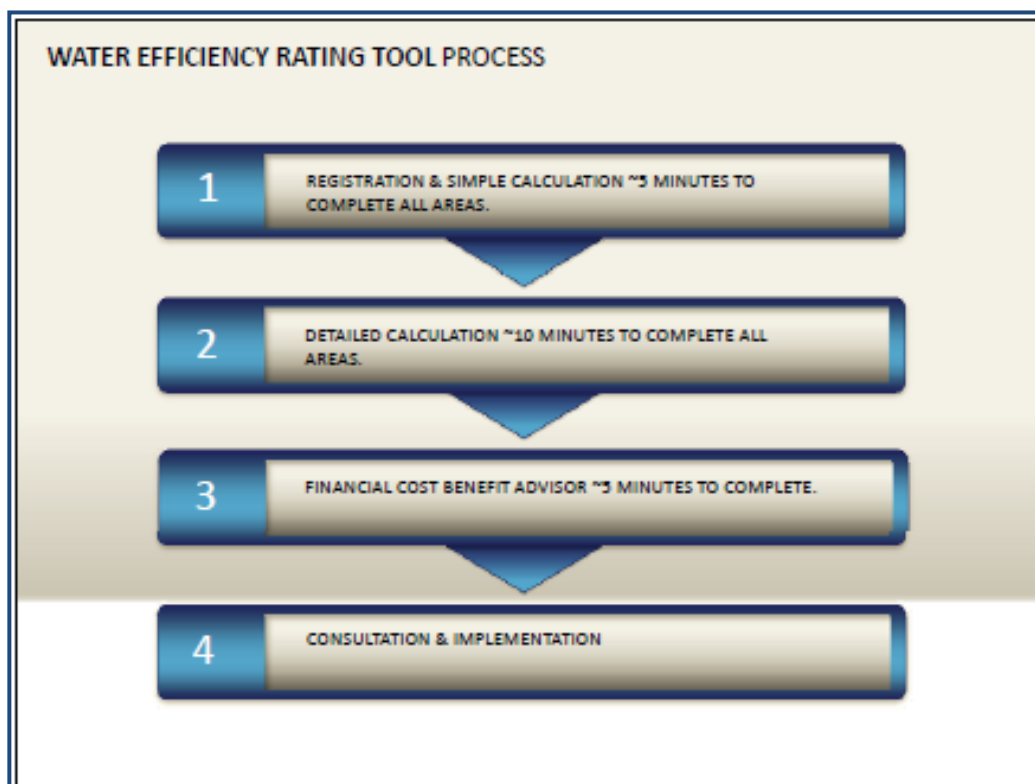 WATER EFFICIENCY RATING TOOL PROCESS
1
REGISTRATION & SIMPLE CALCULATION ~5 MINUTES TO
COMPLETE ALL AREAS.
2
DETAILED CALCULATION ~10 MINUTES TO COMPLETE ALL
AREAS.
3
FINANCIAL COST BENEFIT ADVISOR ~5 MINUTES TO COMPLETE.
4
CONSULTATION & IMPLEMENTATION